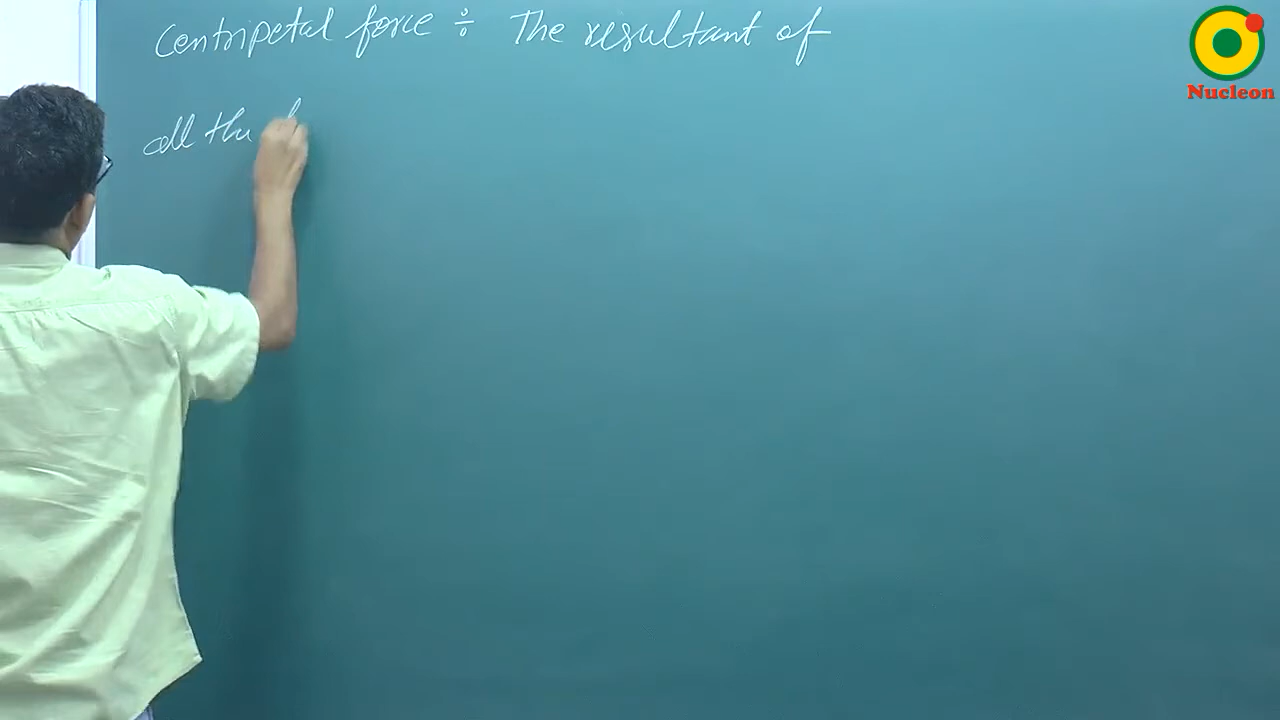 Centripetal force ÷ The resultant of
all the
Nucleon